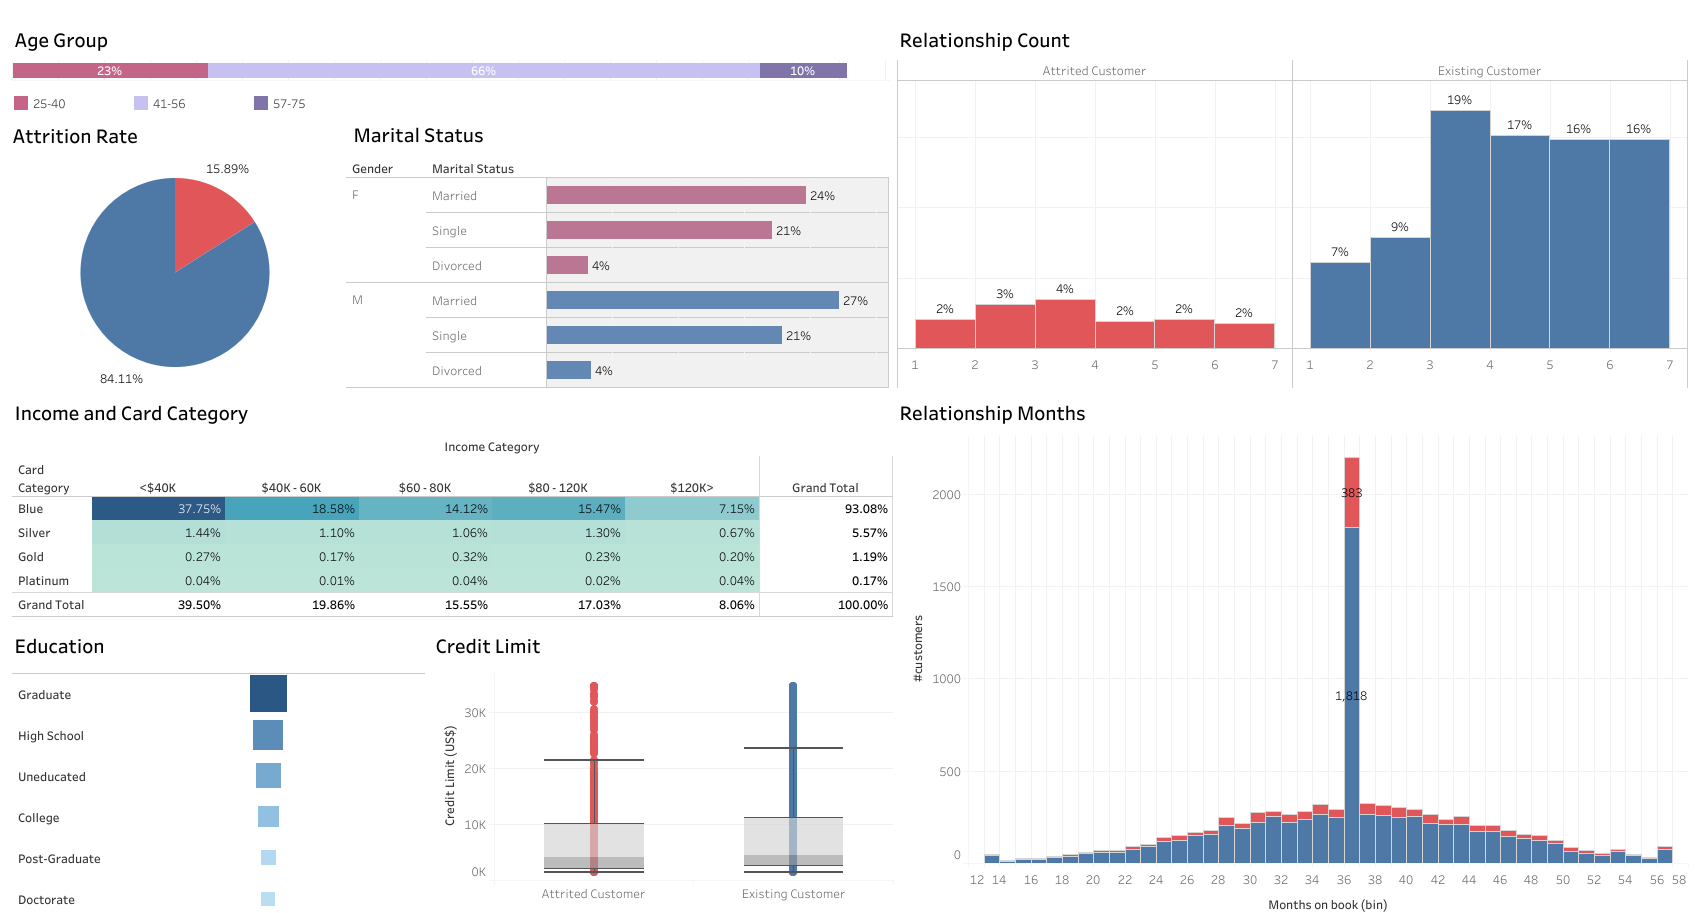 Age Group
23%
66%
10%
25-40
41-56
57-75
Attrition Rate
15.89%
84.11%
Marital Status
Gender Marital Status
F Married 24%
Single 21%
Divorced 4%
M Married 27%
Single 21%
Divorced 4%
Relationship Count
Attrited Customer Existing Customer
2% 3% 4% 2% 2% 2%
7% 9% 19% 17% 16% 16%
1 2 3 4 5 6 7 1 2 3 4 5 6 7
Income and Card Category
Income Category
Card
Category <$40K $40K - 60K $60 - 80K $80 - 120K $120K> Grand Total
Blue 37.75% 18.58% 14.12% 15.47% 7.15% 93.08%
Silver 1.44% 1.10% 1.06% 1.30% 0.67% 5.57%
Gold 0.27% 0.17% 0.32% 0.23% 0.20% 1.19%
Platinum 0.04% 0.01% 0.04% 0.02% 0.04% 0.17%
Grand Total 39.50% 19.86% 15.55% 17.03% 8.06% 100.00%
Education
Graduate
High School
Uneducated
College
Post-Graduate
Doctorate
Credit Limit
Credit Limit (US$)
30K
20K
10K
0K
Attrited Customer Existing Customer
Relationship Months
#customers
2000
1500
1000
500
0
383
1,818
12 14 16 18 20 22 24 26 28 30 32 34 36 38 40 42 44 46 48 50 52 54 56 58
Months on book (bin)